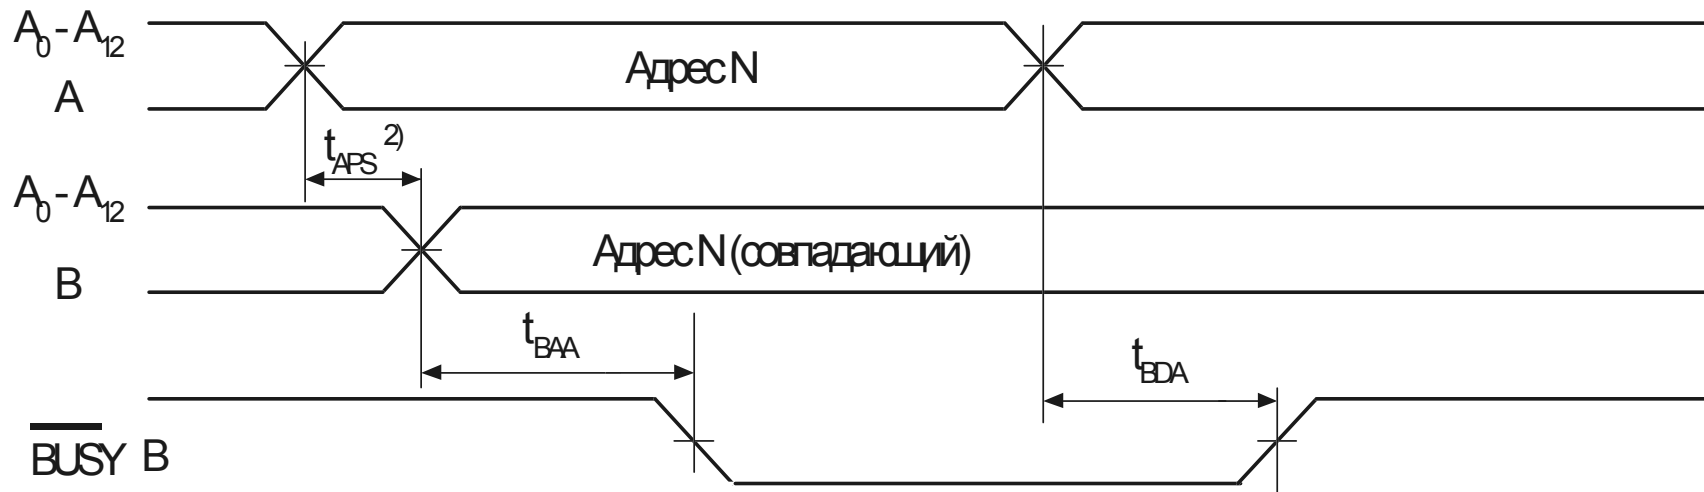 A0 - A12
A
Адрес N
tAPS 2)
A0 - A12
B
Адрес N (совпадающий)
tBAA
tBDA
BUSY B